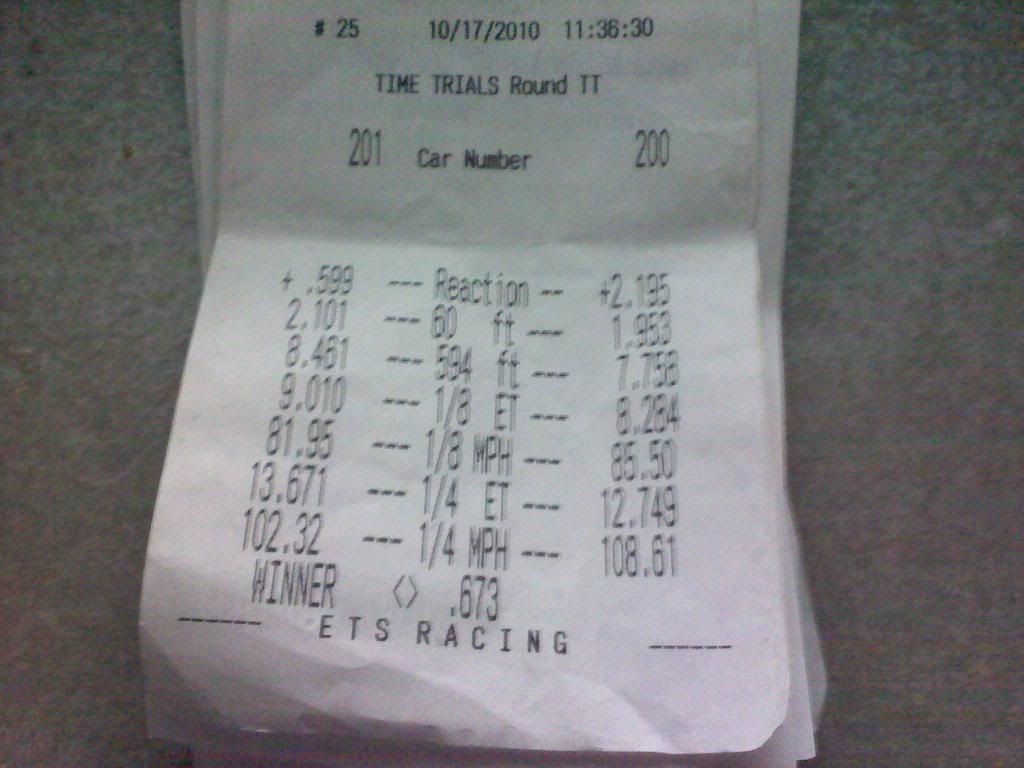 # 25 10/17/2010 11:36:30
TIME TRIALS Round TT
201 Car Number 200
+ .599 --- Reaction -- +2.195
2.101 --- 60 ft --- 1.953
8.461 --- 594 ft --- 7.758
9.010 --- 1/8 ET --- 8.284
81.95 --- 1/8 MPH --- 85.50
13.671 --- 1/4 ET --- 12.749
102.32 --- 1/4 MPH --- 108.61
WINNER <> .673
------ ETS RACING ------